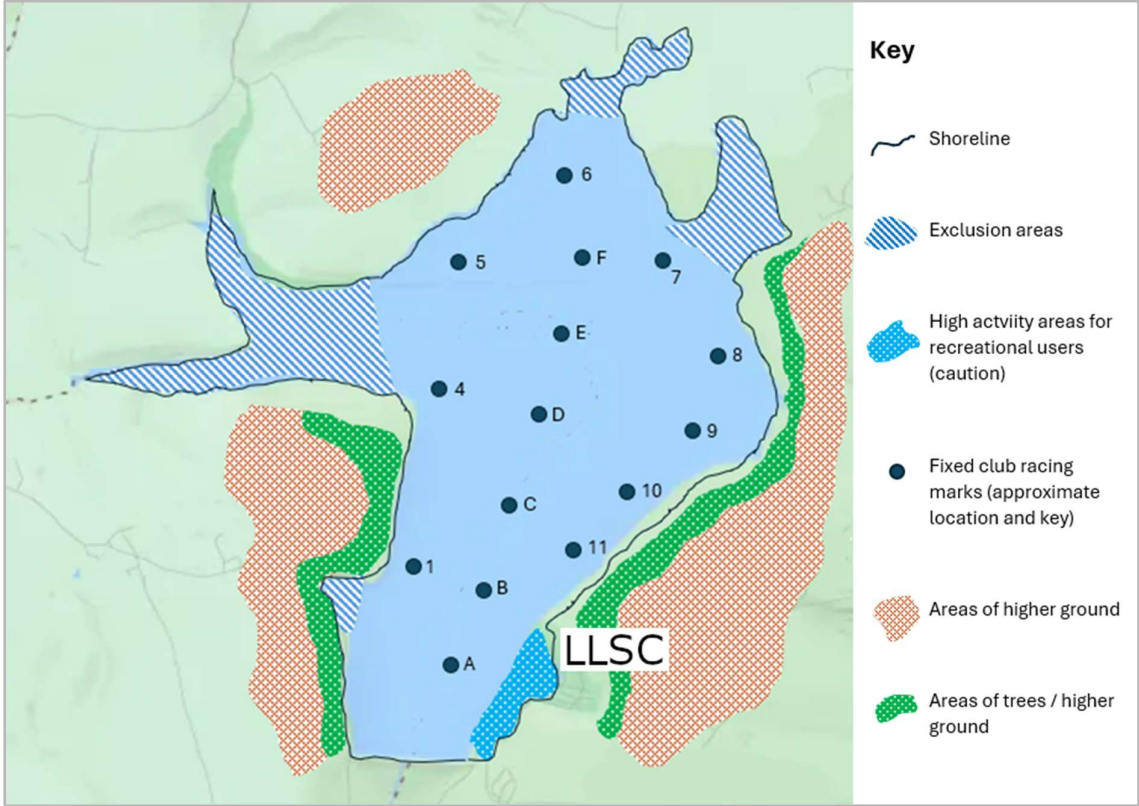 Key
Shoreline
Exclusion areas
High actviity areas for
recreational users
(caution)
Fixed club racing
marks (approximate
location and key)
Areas of higher ground
Areas of trees / higher
ground
6
5
F
7
E
8
4
D
9
10
C
11
1
B
LLSC
A